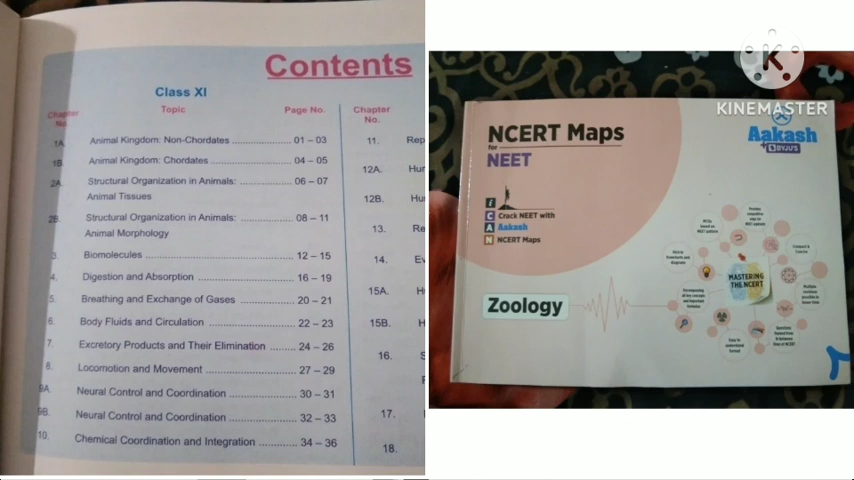 Contents
Class XI
Chapter No. Topic Page No. Chapter No.
1A. Animal Kingdom: Non-Chordates ........................ 01 – 03 11.
1B. Animal Kingdom: Chordates ............................... 04 – 05
2A. Structural Organization in Animals: .................... 06 – 07 12A.
Animal Tissues
12B.
2B. Structural Organization in Animals: .................... 08 – 11
Animal Morphology 13.
3. Biomolecules ...................................................... 12 – 15 14.
4. Digestion and Absorption .................................... 16 – 19
5. Breathing and Exchange of Gases ..................... 20 – 21 15A.
6. Body Fluids and Circulation ................................ 22 – 23 15B.
7. Excretory Products and Their Elimination .......... 24 – 26
16.
8. Locomotion and Movement ................................ 27 – 29
9A. Neural Control and Coordination ........................ 30 – 31
9B. Neural Control and Coordination ........................ 32 – 33 17.
10. Chemical Coordination and Integration .............. 34 – 36 18.
K
KINEMASTER
NCERT Maps
for
NEET
Aakash
BYJU'S
i
C Crack NEET with
A Aakash
N NCERT Maps
Zoology
MASTERING
THE NCERT